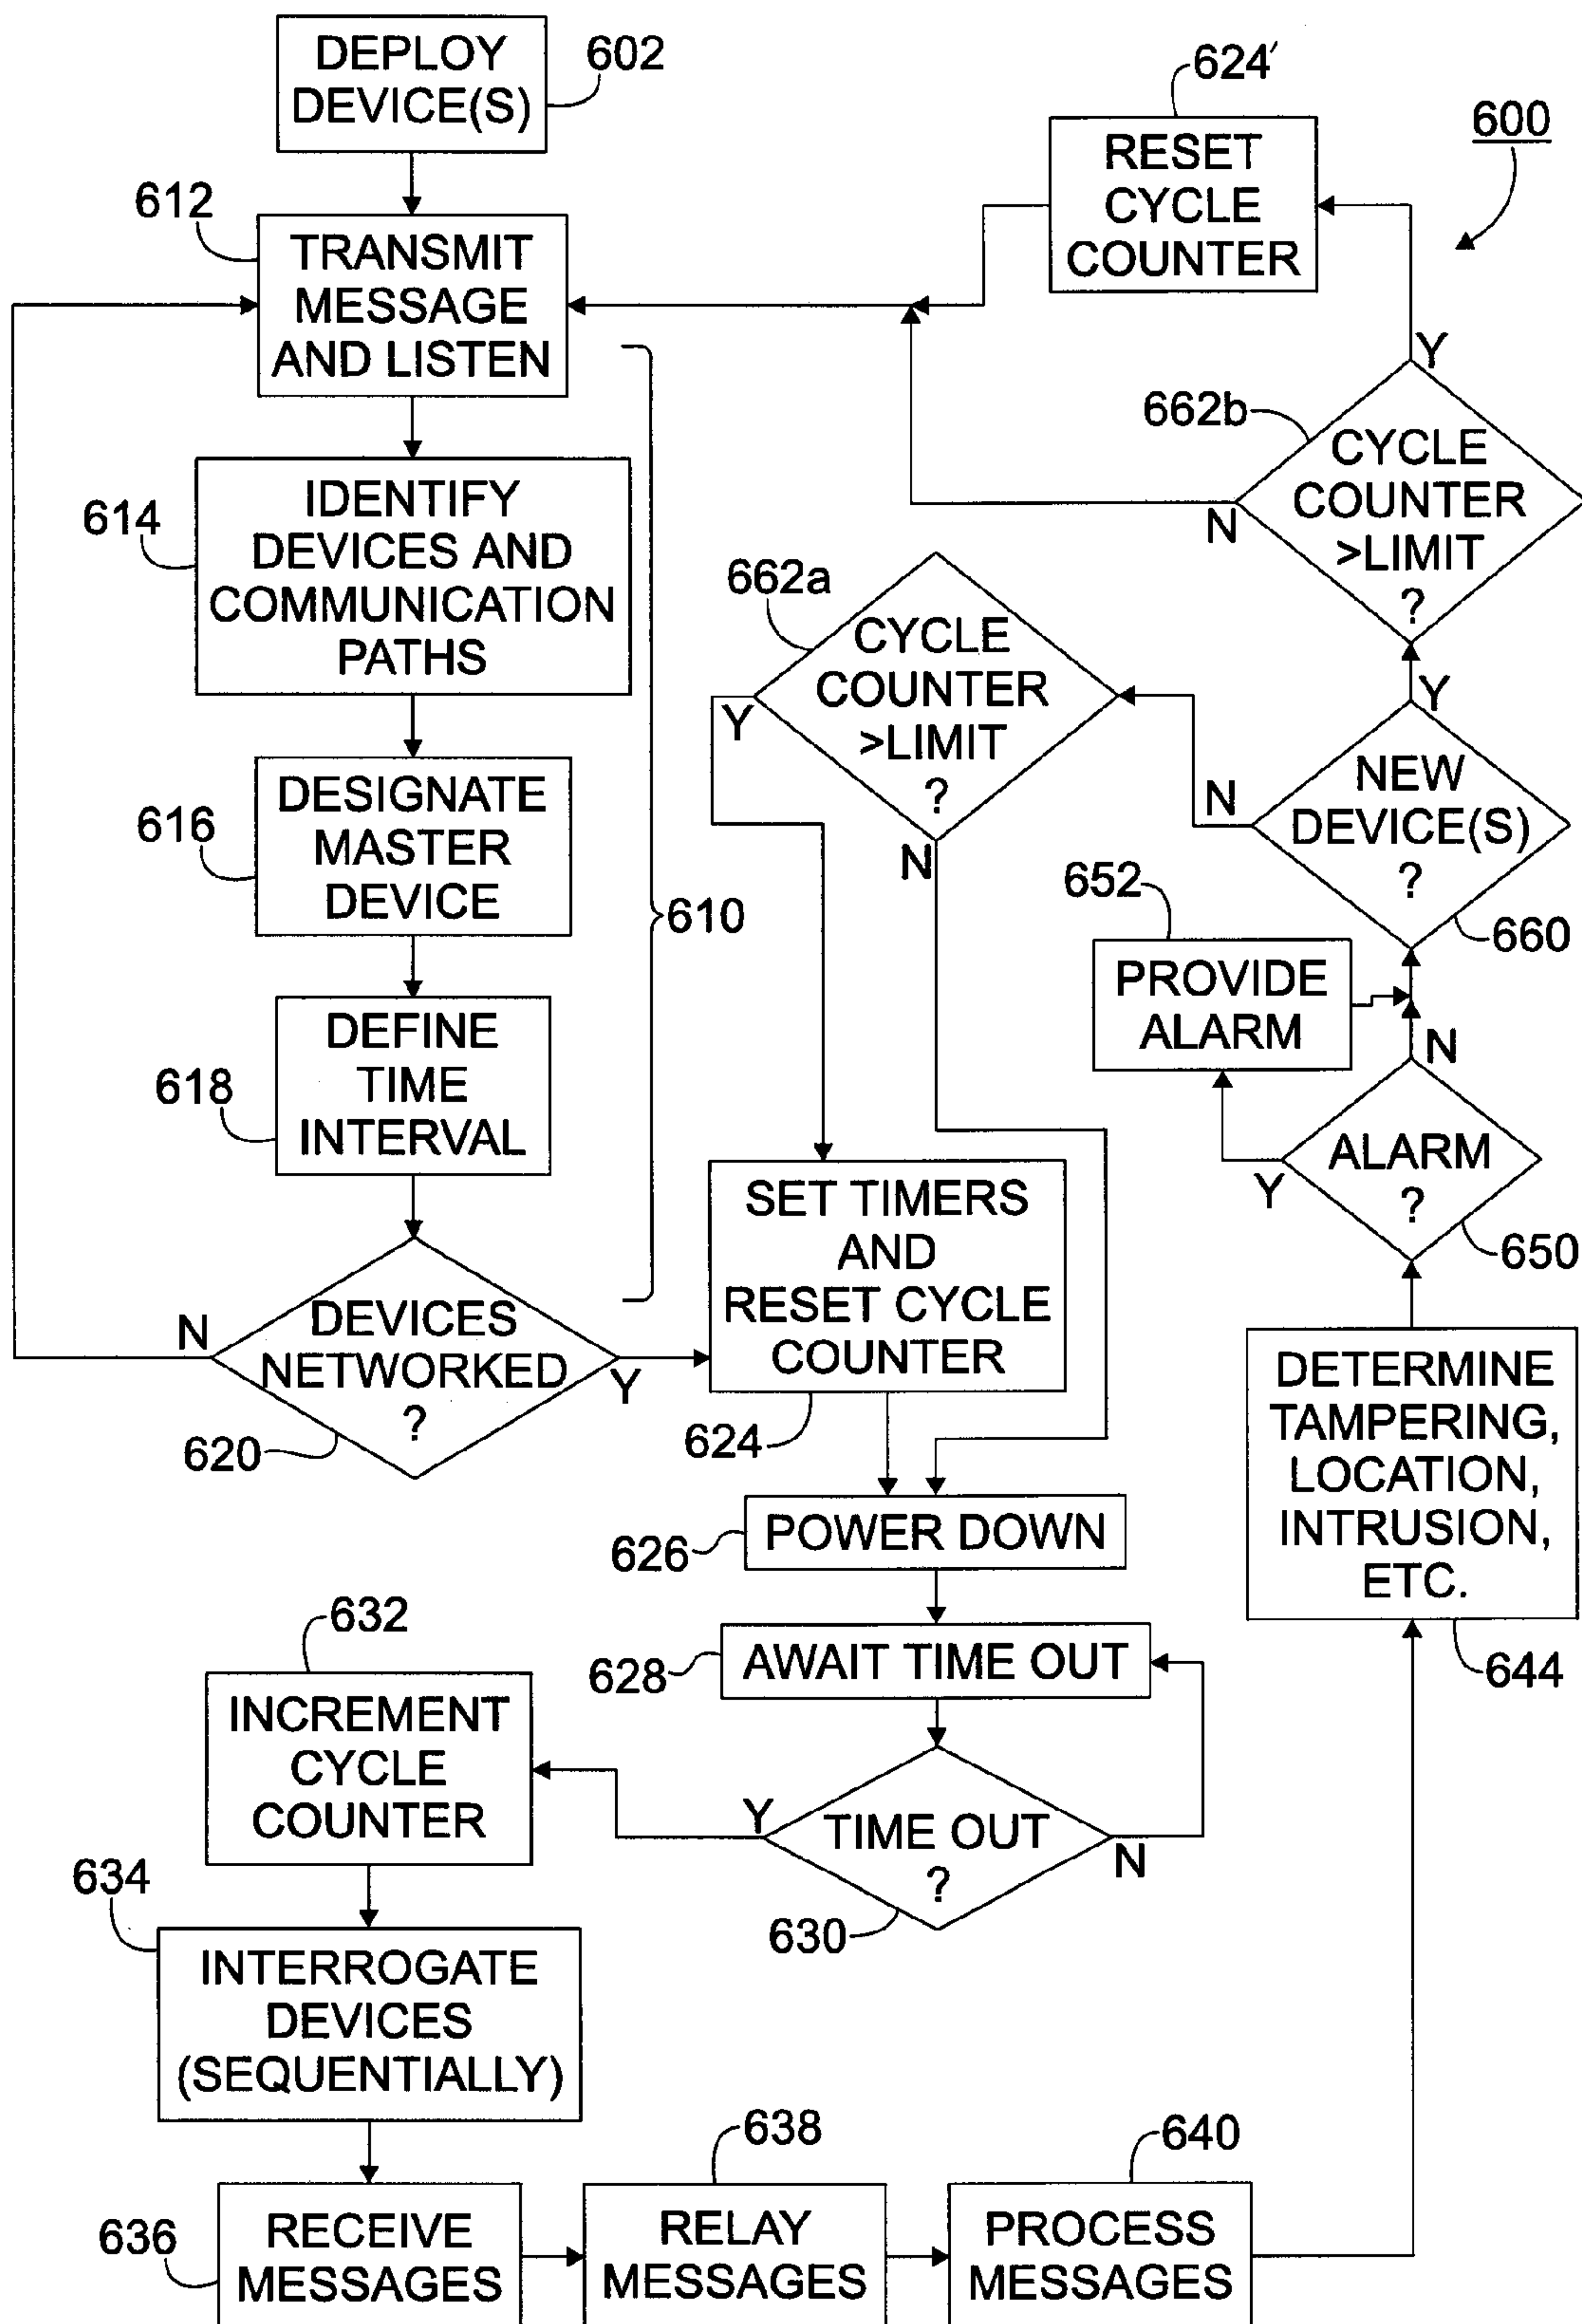 DEPLOY
DEVICE(S)
602
624'
600
RESET
CYCLE
COUNTER
612
TRANSMIT
MESSAGE
AND LISTEN
Y
662b
CYCLE
COUNTER
>LIMIT
?
N
Y
614
IDENTIFY
DEVICES AND
COMMUNICATION
PATHS
662a
CYCLE
COUNTER
>LIMIT
?
Y
N
NEW
DEVICE(S)
?
N
660
616
DESIGNATE
MASTER
DEVICE
610
652
PROVIDE
ALARM
N
618
DEFINE
TIME
INTERVAL
ALARM
?
Y
650
SET TIMERS
AND
RESET CYCLE
COUNTER
624
N
DEVICES
NETWORKED
?
Y
620
DETERMINE
TAMPERING,
LOCATION,
INTRUSION,
ETC.
644
626
POWER DOWN
628
AWAIT TIME OUT
632
INCREMENT
CYCLE
COUNTER
Y
TIME OUT
?
N
630
634
INTERROGATE
DEVICES
(SEQUENTIALLY)
636
RECEIVE
MESSAGES
638
RELAY
MESSAGES
640
PROCESS
MESSAGES